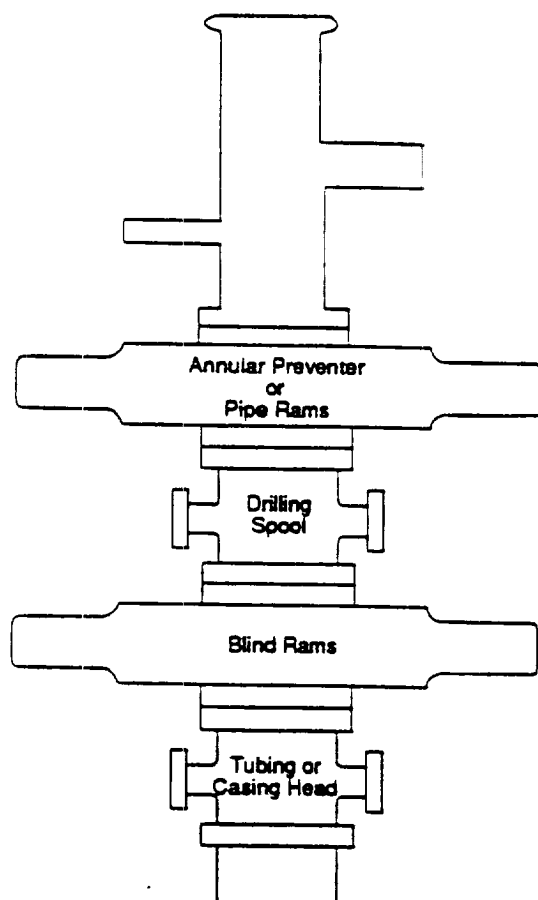 Annular Preventer
or
Pipe Rams
Drilling
Spool
Blind Rams
Tubing or
Casing Head